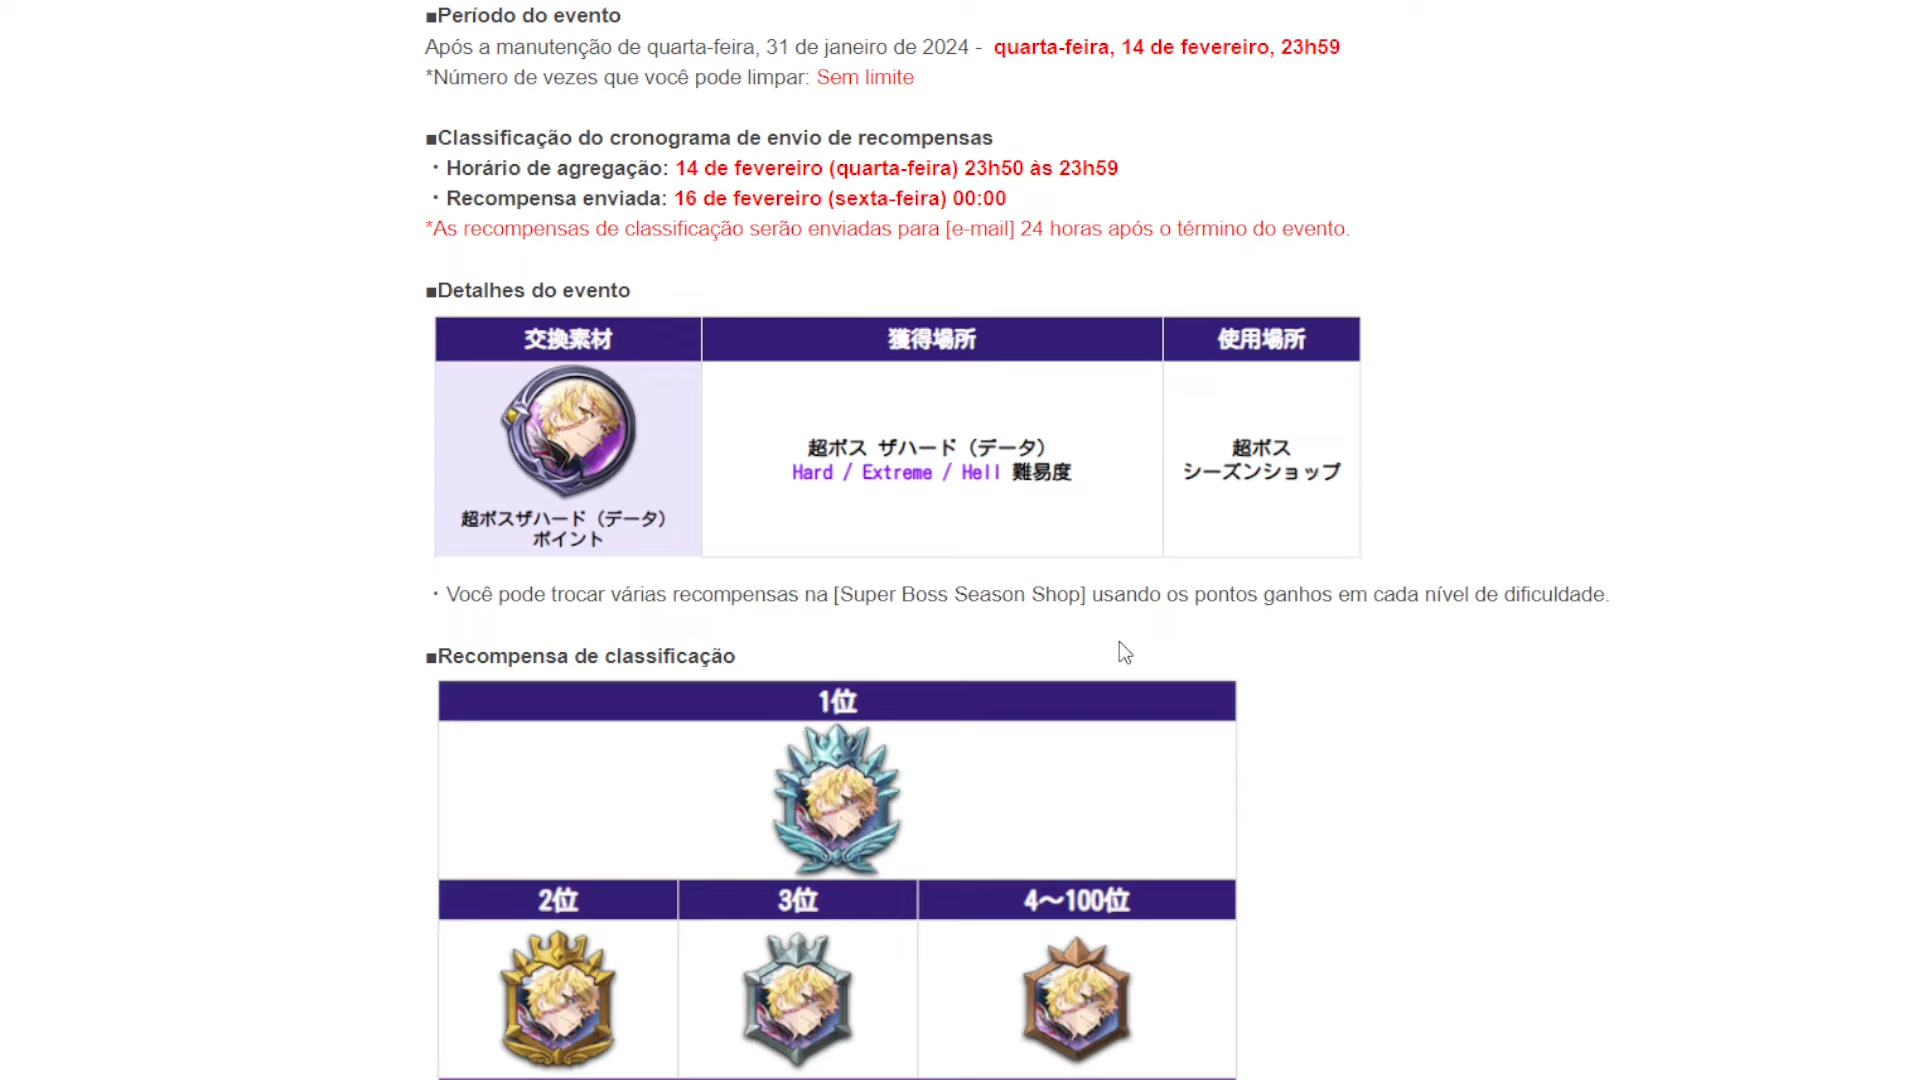 ■Período do evento
Após a manutenção de quarta-feira, 31 de janeiro de 2024 - quarta-feira, 14 de fevereiro, 23h59
*Número de vezes que você pode limpar: Sem limite
■Classificação do cronograma de envio de recompensas
・Horário de agregação: 14 de fevereiro (quarta-feira) 23h50 às 23h59
・Recompensa enviada: 16 de fevereiro (sexta-feira) 00:00
*As recompensas de classificação serão enviadas para [e-mail] 24 horas após o término do evento.
■Detalhes do evento
交換素材 獲得場所 使用場所
超ボス ザハード（データ）
Hard / Extreme / Hell 難易度
超ボス
シーズンショップ
超ボスザハード（データ）
ポイント
・Você pode trocar várias recompensas na [Super Boss Season Shop] usando os pontos ganhos em cada nível de dificuldade.
■Recompensa de classificação
1位
2位 3位 4〜100位